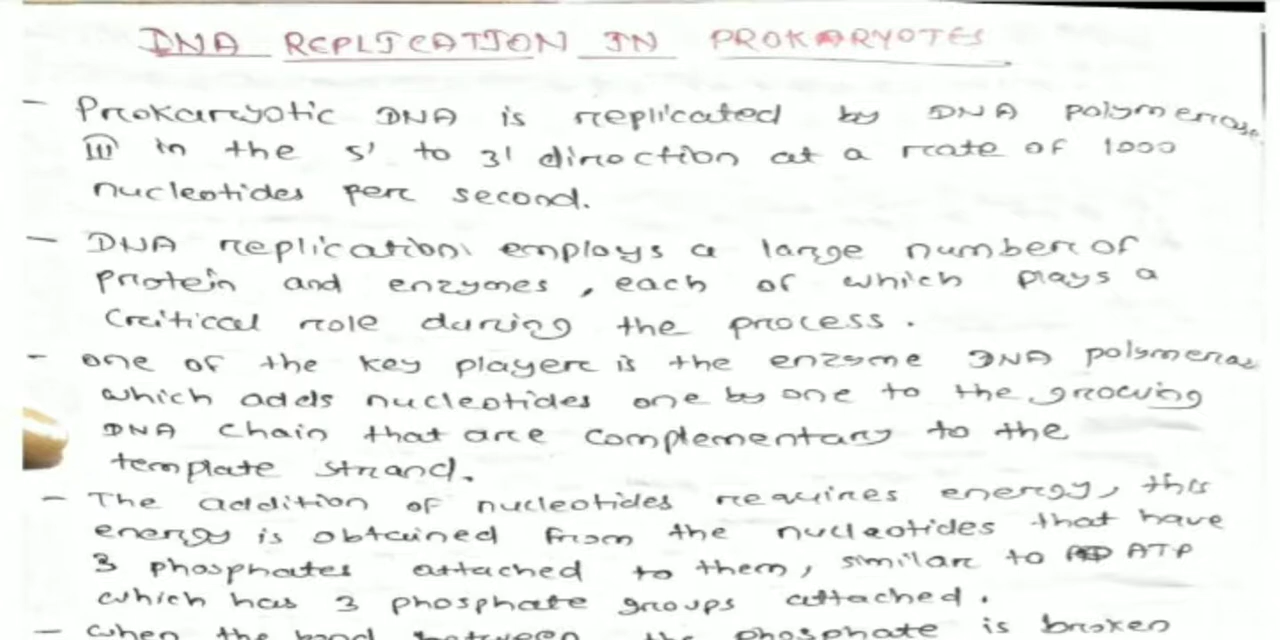 DNA REPLICATION IN PROKARYOTES
- Prokaryotic DNA is replicated by DNA polymerase
III in the 5' to 3' direction at a rate of 1000
nucleotides per second.
- DNA replication employs a large number of
protein and enzymes, each of which plays a
critical role during the process.
- one of the key player is the enzyme DNA polymerase
which adds nucleotides one by one to the growing
DNA chain that are complementary to the
template strand.
- The addition of nucleotides requires energy, this
energy is obtained from the nucleotides that have
3 phosphates attached to them, similar to ATP
which has 3 phosphate groups attached.
- when the bond between the phosphate is broken